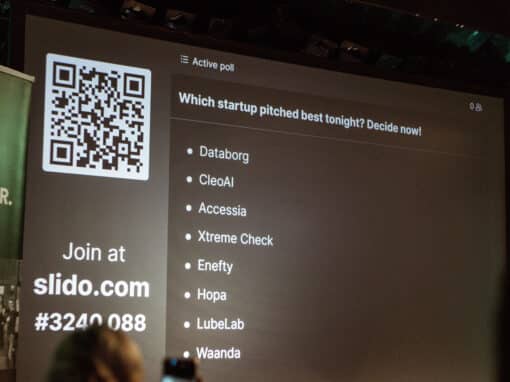 Active poll
0
Which startup pitched best tonight? Decide now!
Databorg
CleoAI
Accessia
Xtreme Check
Enefty
Hopa
LubeLab
Waanda
Join at
slido.com
#3240 088
R.